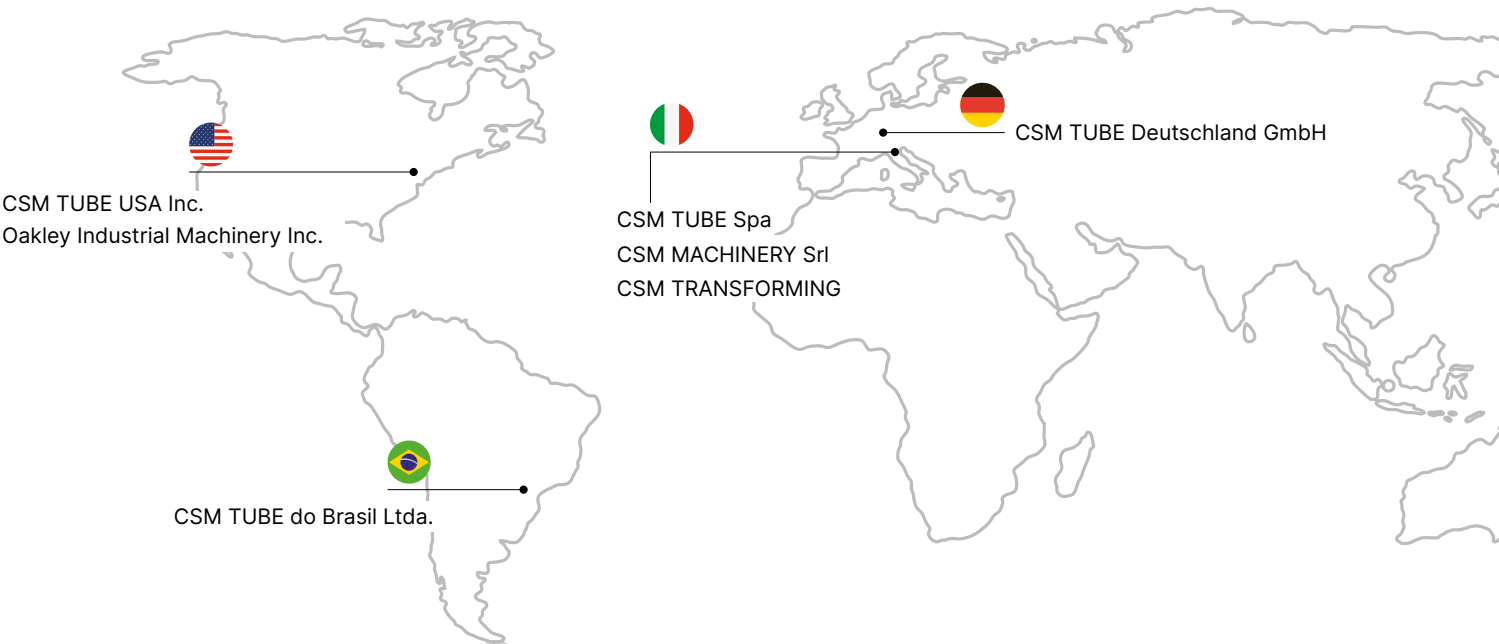 CSM TUBE USA Inc.
Oakley Industrial Machinery Inc.
CSM TUBE Deutschland GmbH
CSM TUBE Spa
CSM MACHINERY Srl
CSM TRANSFORMING
CSM TUBE do Brasil Ltda.